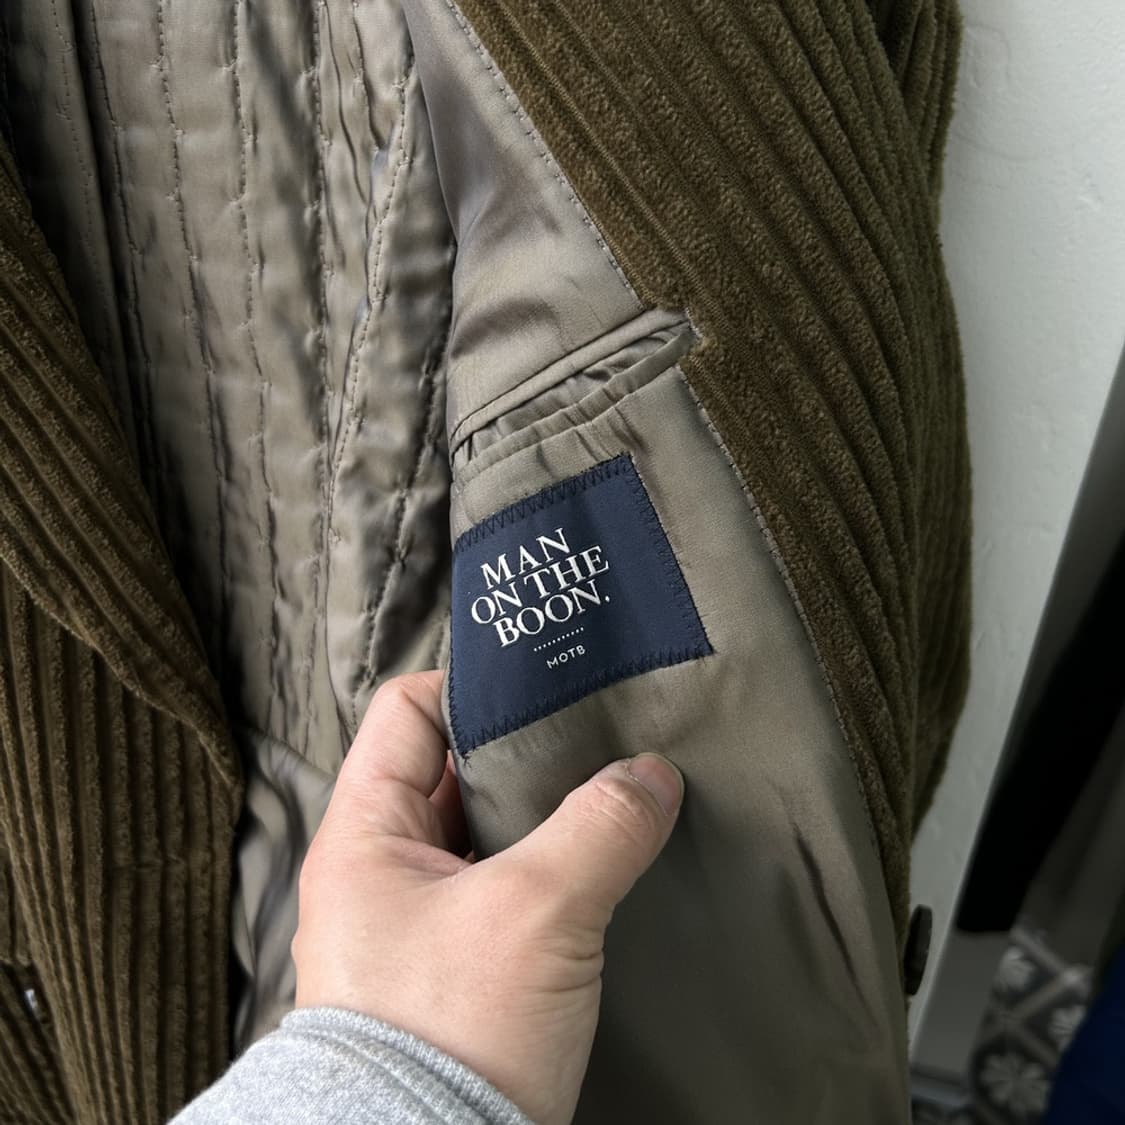 MAN
ON THE
BOON.
MOTB